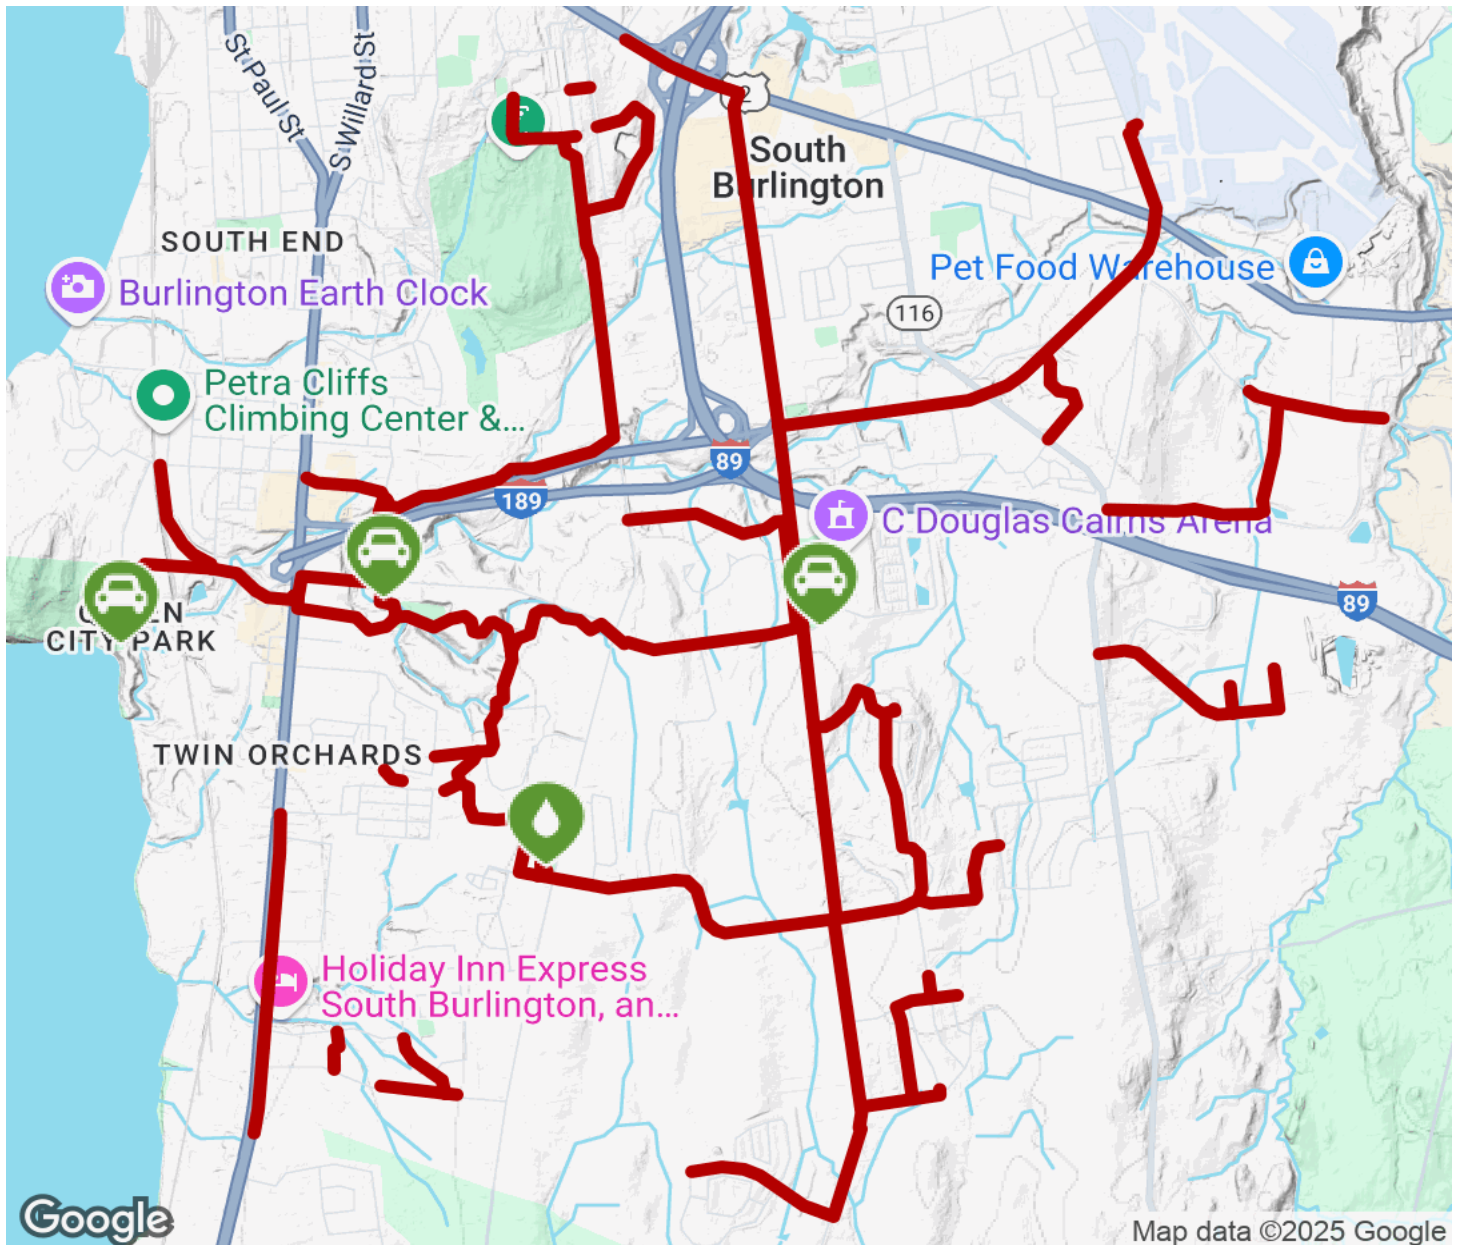 St Paul St
S Willard St
2
South
Burlington
SOUTH END
Pet Food Warehouse
Burlington Earth Clock
116
Petra Cliffs
Climbing Center &...
89
189
C Douglas Cairns Arena
89
CITY PARK
TWIN ORCHARDS
Holiday Inn Express
South Burlington, an...
Google
Map data ©2025 Google